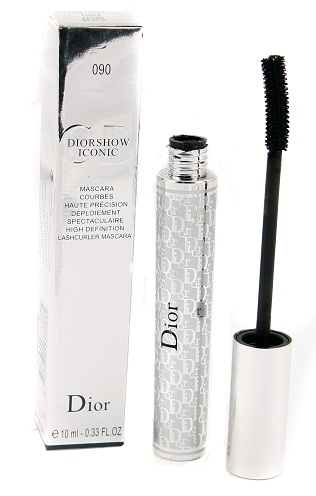 090
DIORSHOW
ICONIC
MASCARA
COURBES
HAUTE PRÉCISION
DÉPLOIEMENT
SPECTACULAIRE
HIGH DEFINITION
LASHCURLER MASCARA
Dior
e 10 ml - 0.33 FL.OZ
Dior